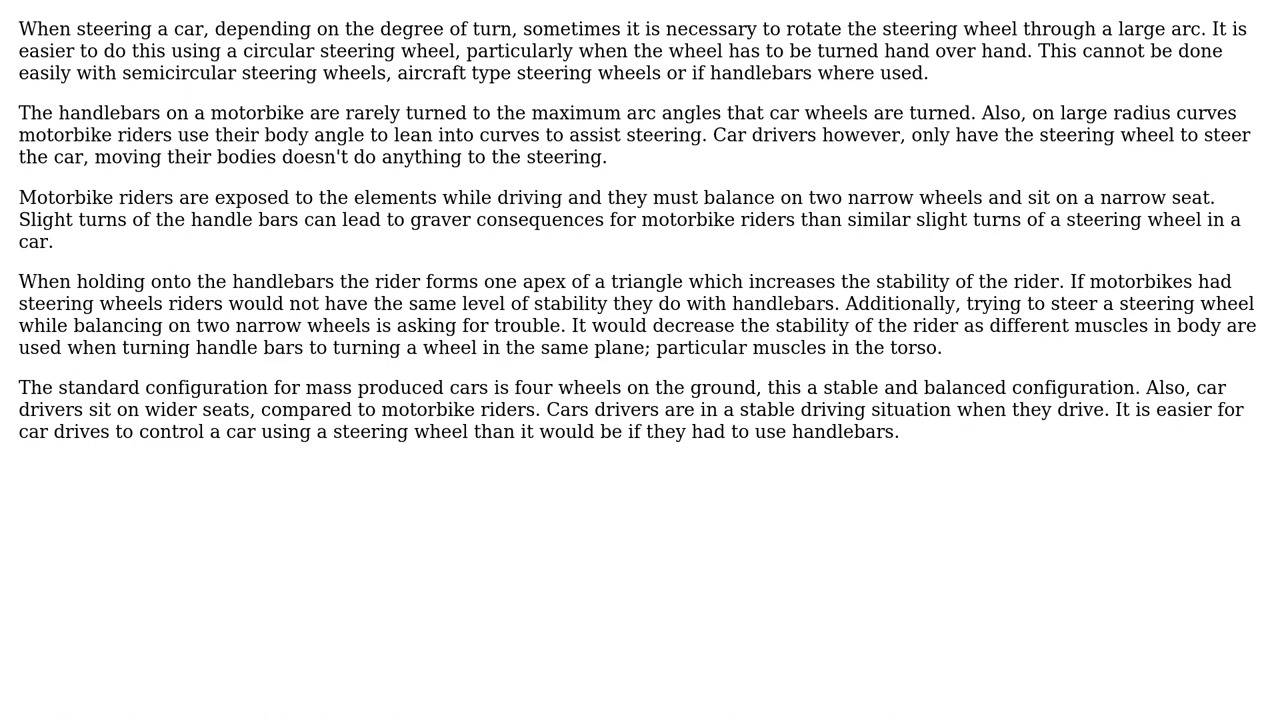 When steering a car, depending on the degree of turn, sometimes it is necessary to rotate the steering wheel through a large arc. It is
easier to do this using a circular steering wheel, particularly when the wheel has to be turned hand over hand. This cannot be done
easily with semicircular steering wheels, aircraft type steering wheels or if handlebars where used.
The handlebars on a motorbike are rarely turned to the maximum arc angles that car wheels are turned. Also, on large radius curves
motorbike riders use their body angle to lean into curves to assist steering. Car drivers however, only have the steering wheel to steer
the car, moving their bodies doesn't do anything to the steering.
Motorbike riders are exposed to the elements while driving and they must balance on two narrow wheels and sit on a narrow seat.
Slight turns of the handle bars can lead to graver consequences for motorbike riders than similar slight turns of a steering wheel in a
car.
When holding onto the handlebars the rider forms one apex of a triangle which increases the stability of the rider. If motorbikes had
steering wheels riders would not have the same level of stability they do with handlebars. Additionally, trying to steer a steering wheel
while balancing on two narrow wheels is asking for trouble. It would decrease the stability of the rider as different muscles in body are
used when turning handle bars to turning a wheel in the same plane; particular muscles in the torso.
The standard configuration for mass produced cars is four wheels on the ground, this a stable and balanced configuration. Also, car
drivers sit on wider seats, compared to motorbike riders. Cars drivers are in a stable driving situation when they drive. It is easier for
car drives to control a car using a steering wheel than it would be if they had to use handlebars.